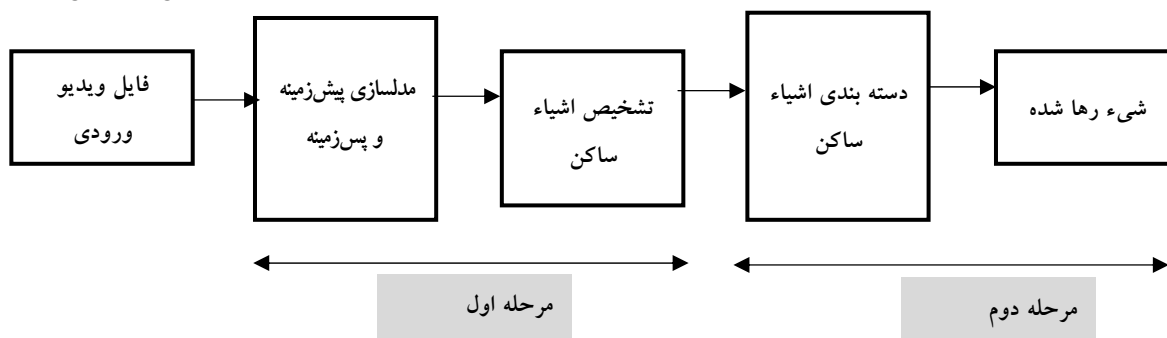 فایل ویدیو
ورودی
مدلسازی پیش‌زمینه
و پس‌زمینه
تشخیص اشیاء
ساکن
دسته بندی اشیاء
ساکن
شیء رها شده
مرحله اول
مرحله دوم